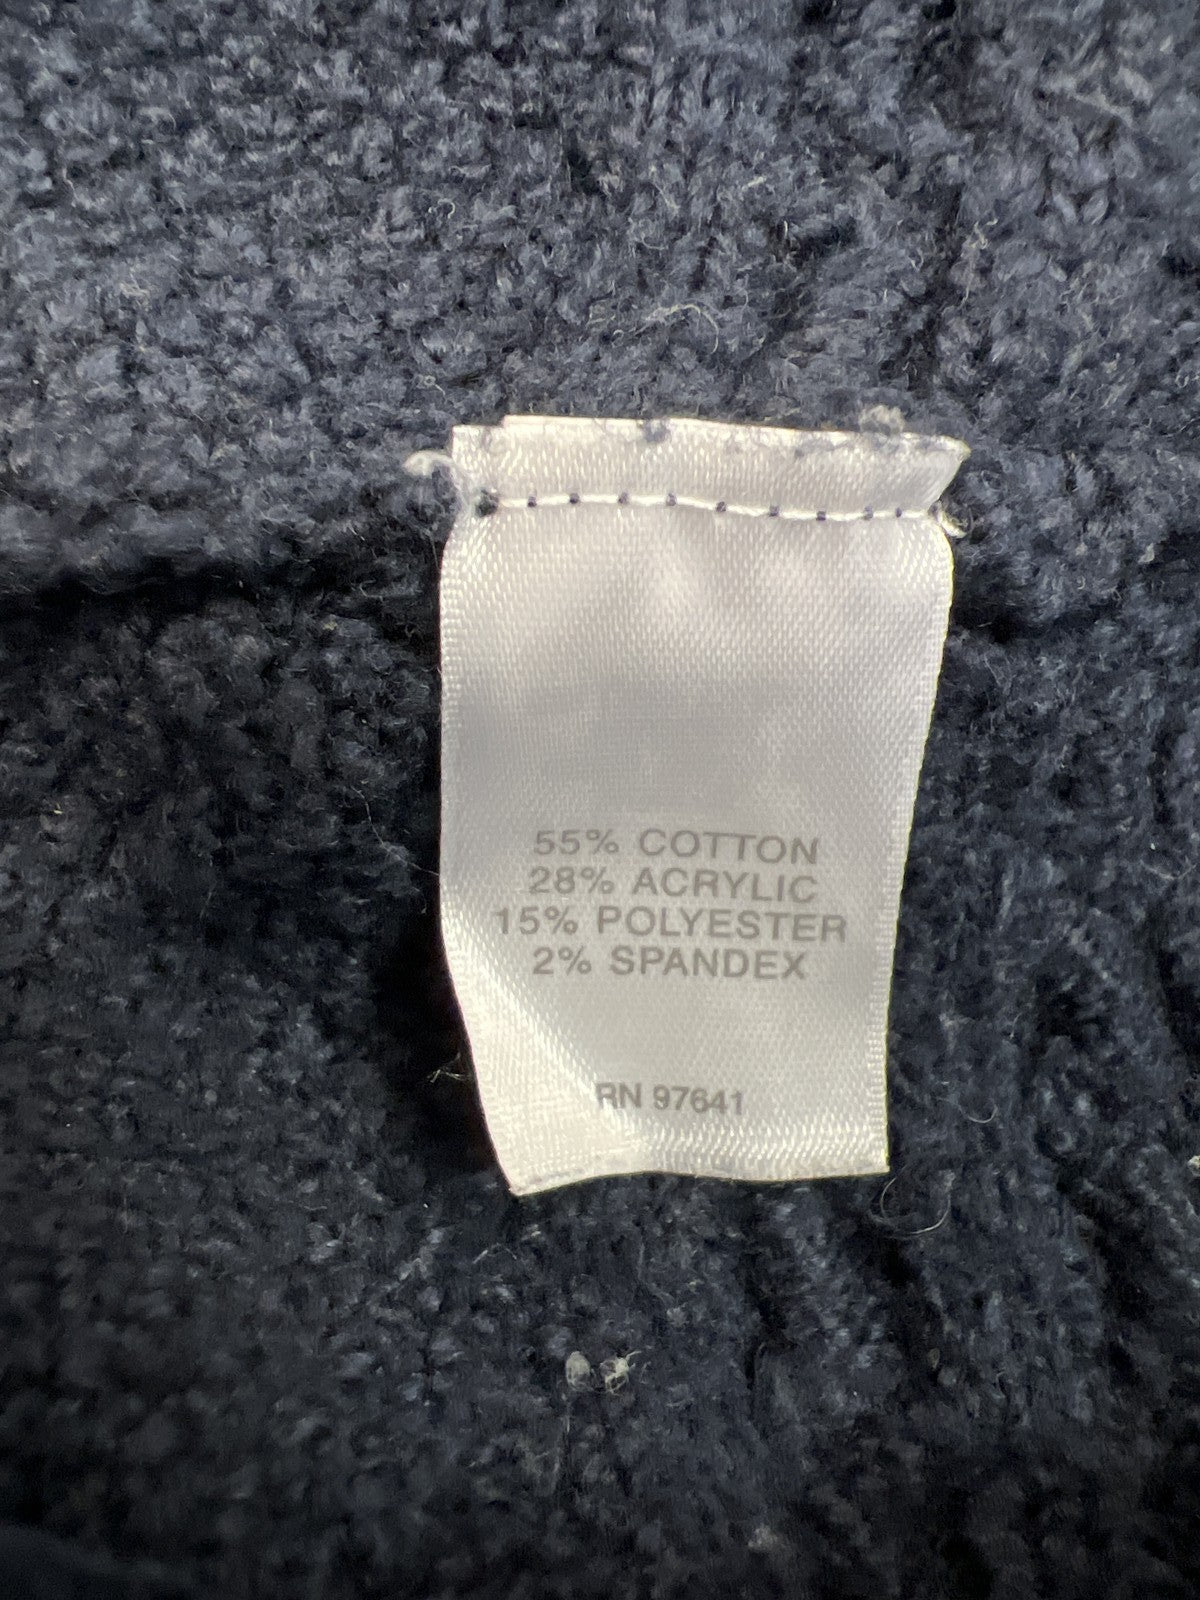 55% COTTON
28% ACRYLIC
15% POLYESTER
2% SPANDEX
RN 97641